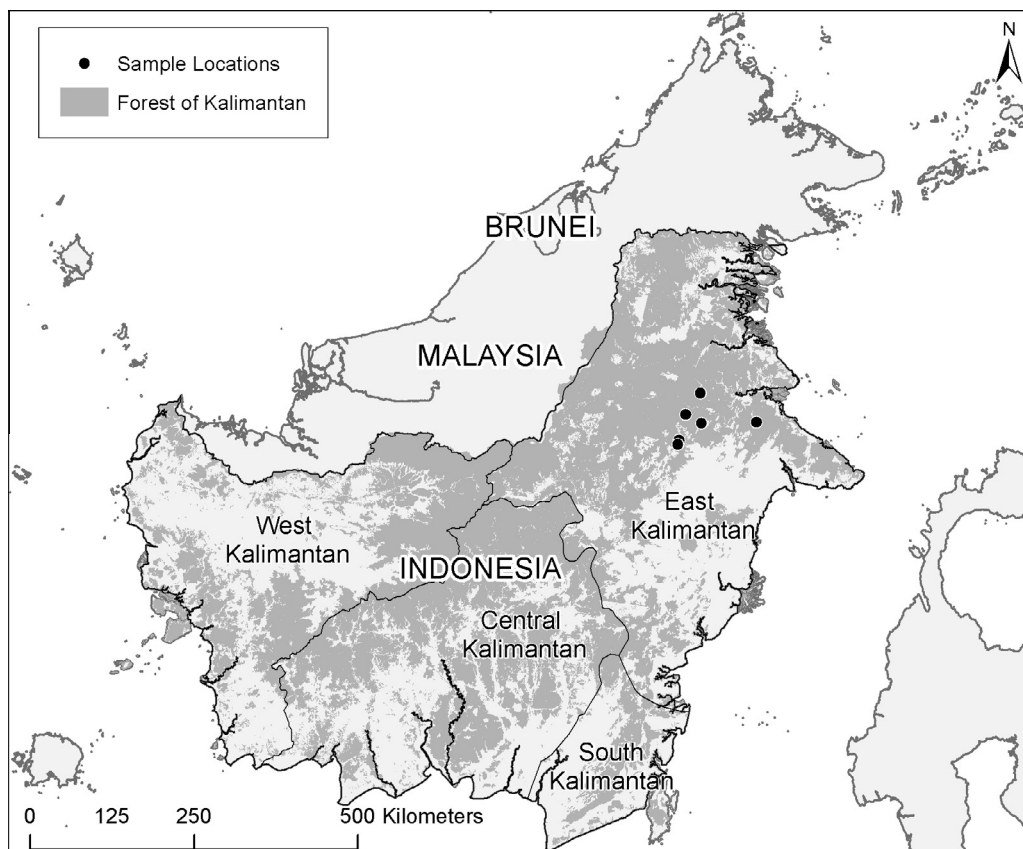 Sample Locations
Forest of Kalimantan
N
BRUNEI
MALAYSIA
East
Kalimantan
West
Kalimantan
INDONESIA
Central
Kalimantan
South
Kalimantan
0 125 250 500 Kilometers